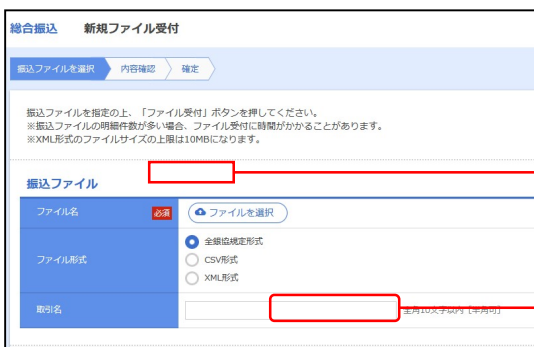 総合振込 新規ファイル受付
振込ファイルを選択 内容確認 確定
振込ファイルを指定の上、「ファイル受付」ボタンを押してください。
※振込ファイルの明細件数が多い場合、ファイル受付に時間がかかることがあります。
※XML形式のファイルサイズの上限は10MBになります。
振込ファイル
ファイル名 必須 ファイルを選択
ファイル形式
全銀協規定形式
CSV形式
XML形式
取引名 全角10文字以内 [半角可]